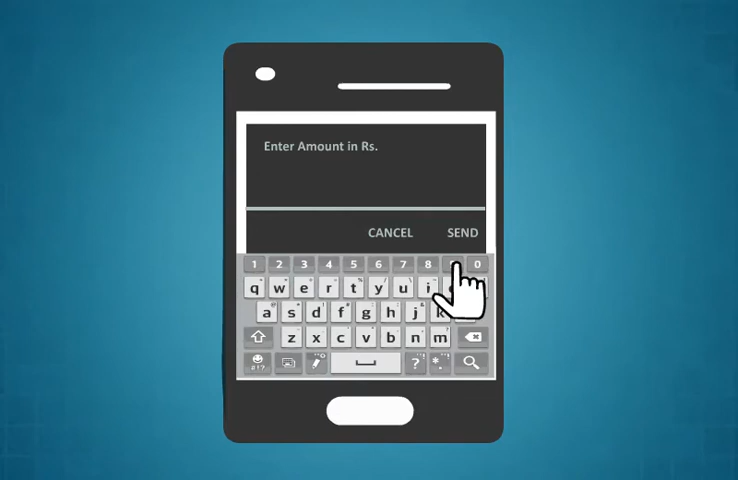 Enter Amount in Rs.
CANCEL SEND
1 2 3 4 5 6 7 8 0
q w e r t y u i
a s d f g h j k
z x c v b n m
#!? ? *.